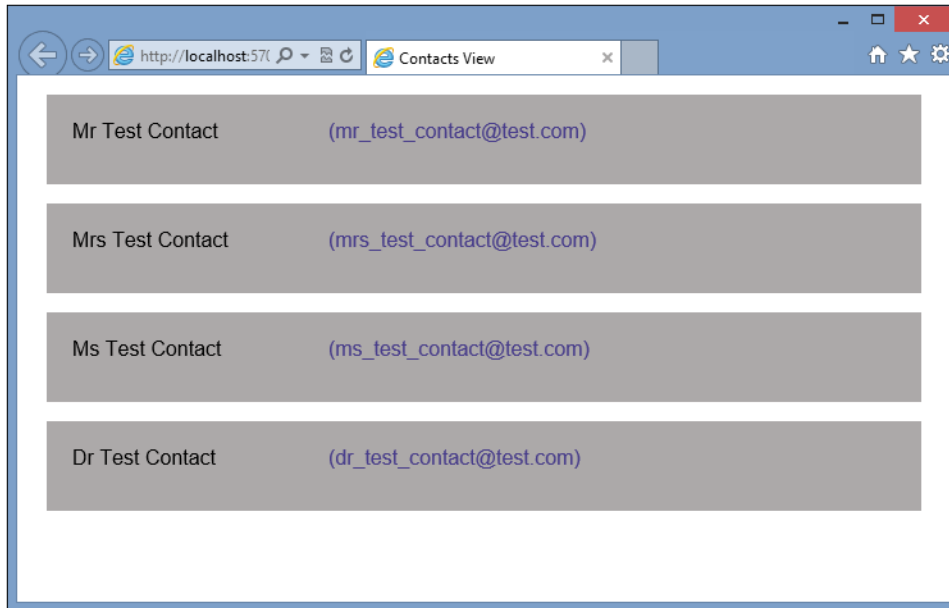 http://localhost:570
Contacts View
Mr Test Contact (mr_test_contact@test.com)
Mrs Test Contact (mrs_test_contact@test.com)
Ms Test Contact (ms_test_contact@test.com)
Dr Test Contact (dr_test_contact@test.com)